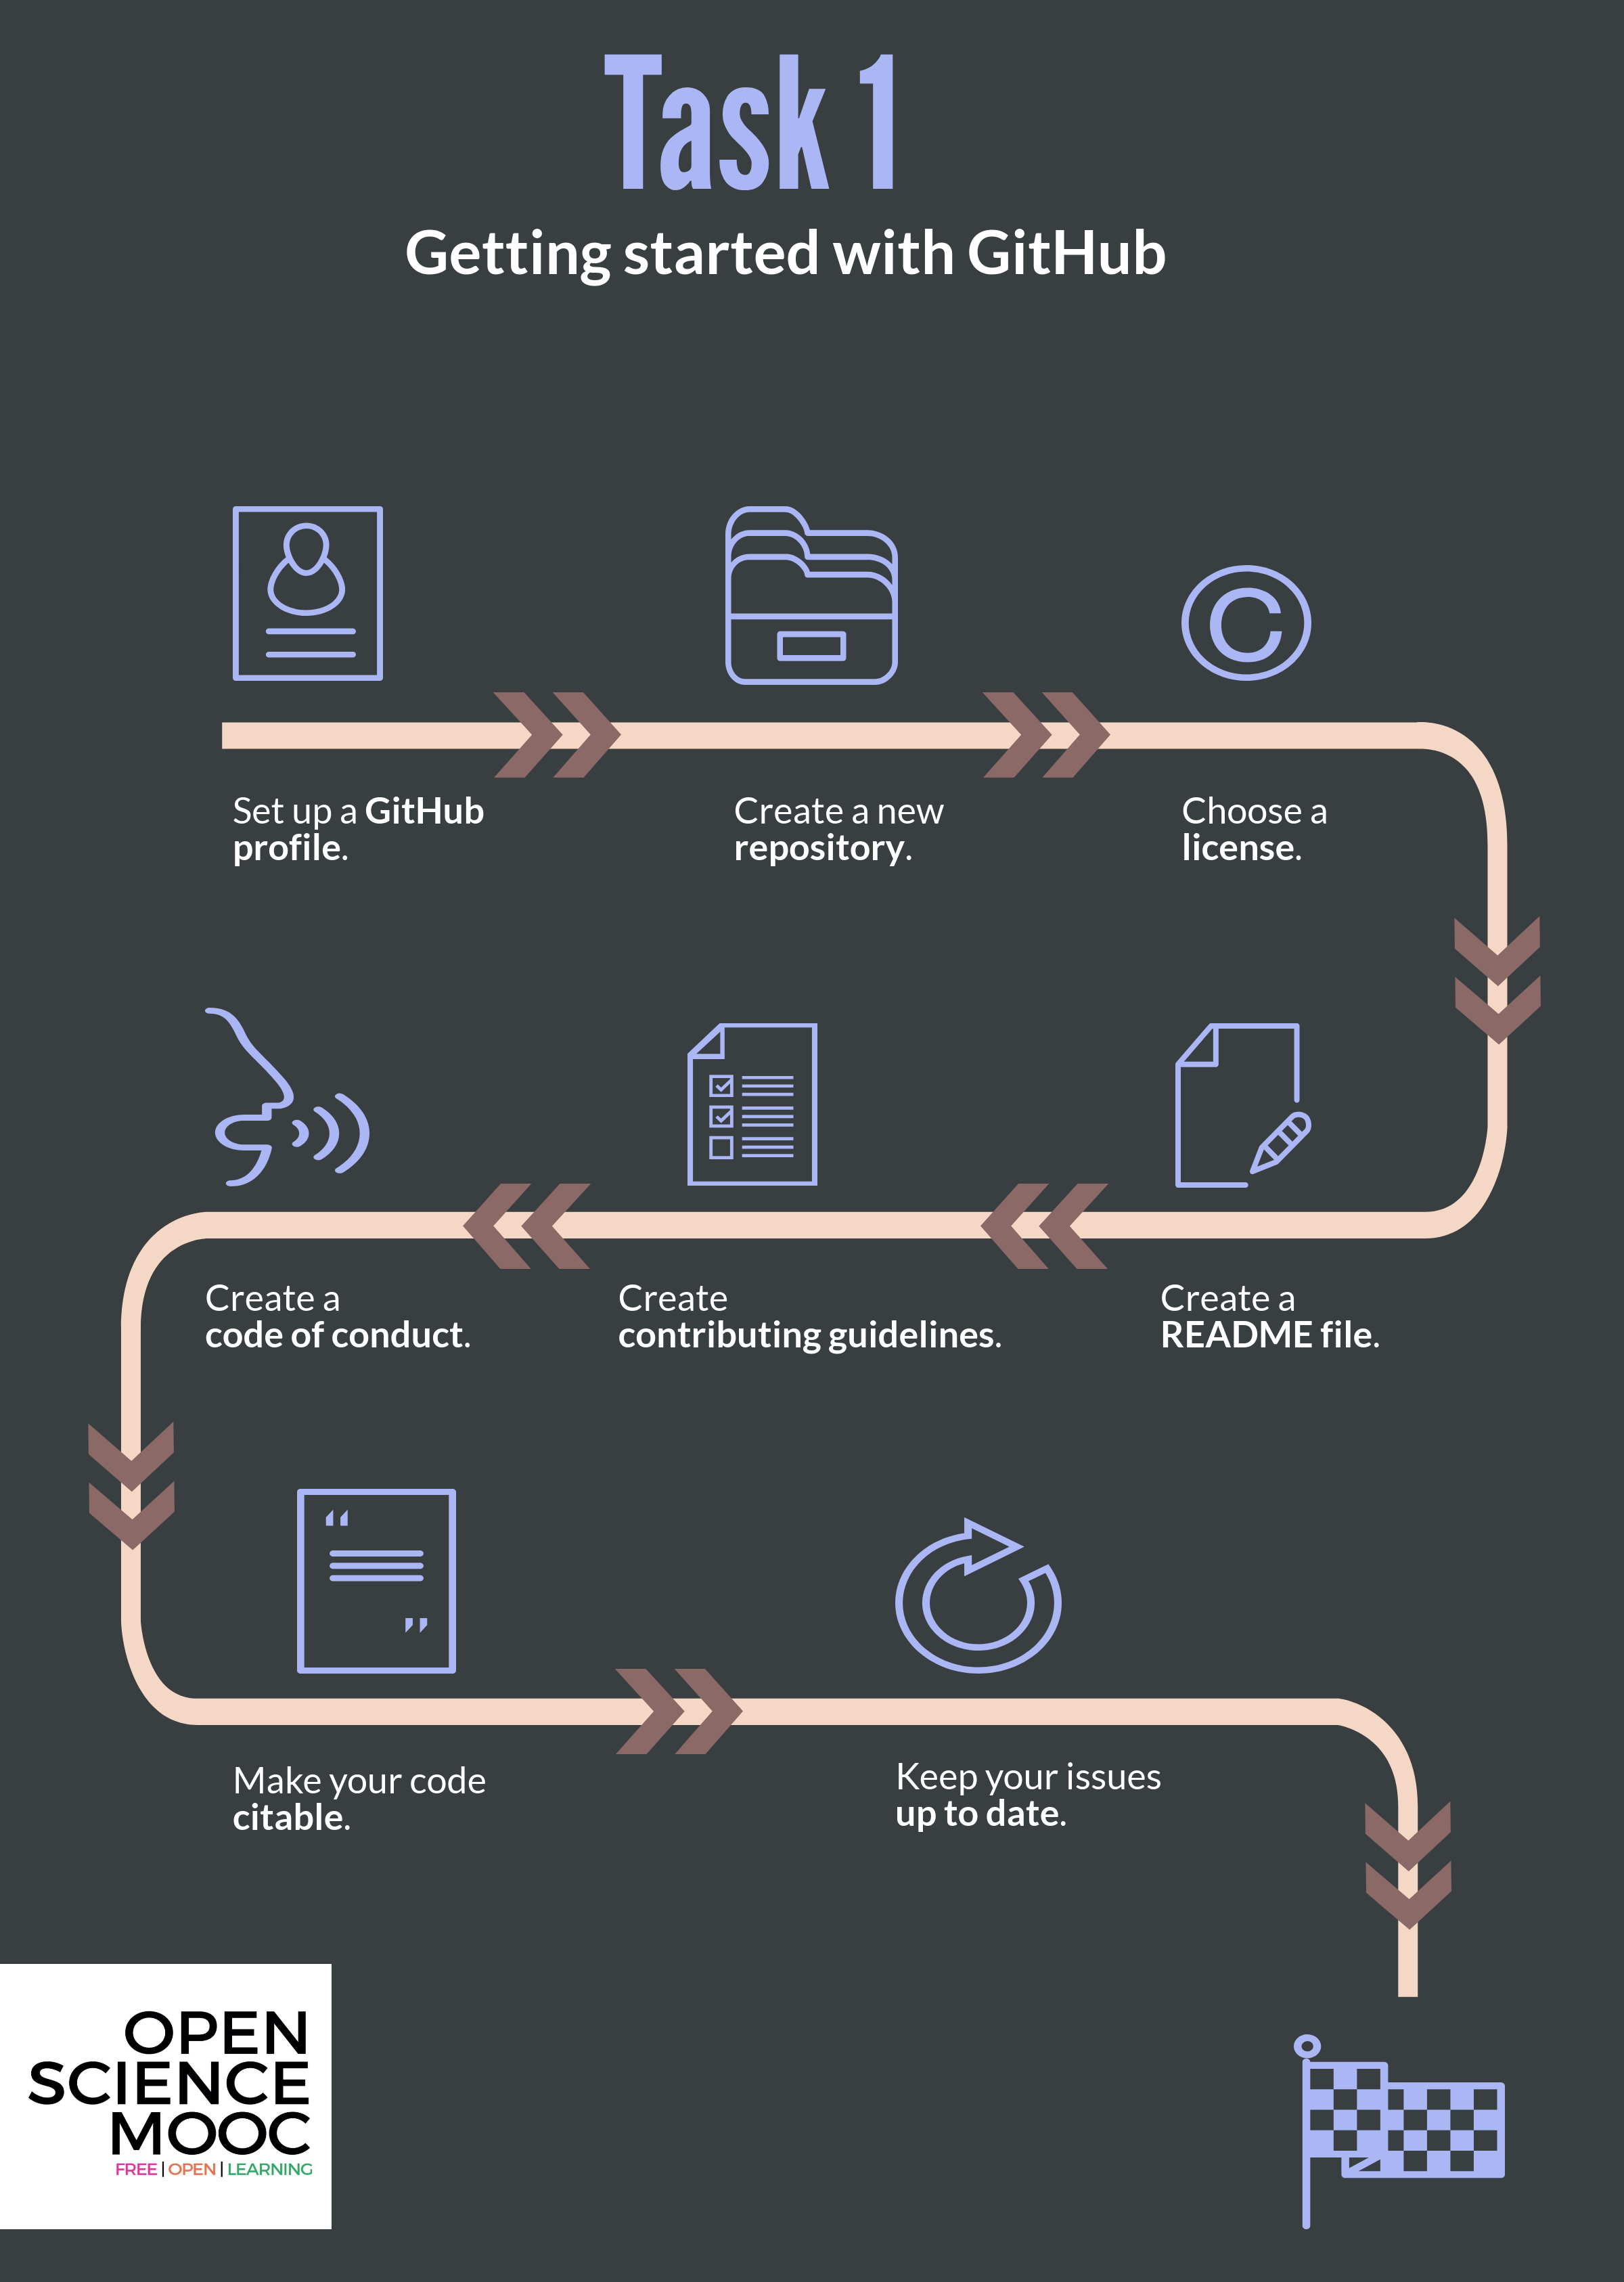 Task 1
Getting started with GitHub
Set up a GitHub
profile.
Create a new
repository.
Choose a
license.
Create a
README file.
Create
contributing guidelines.
Create a
code of conduct.
Make your code
citable.
Keep your issues
up to date.
OPEN
SCIENCE
MOOC
FREE | OPEN | LEARNING